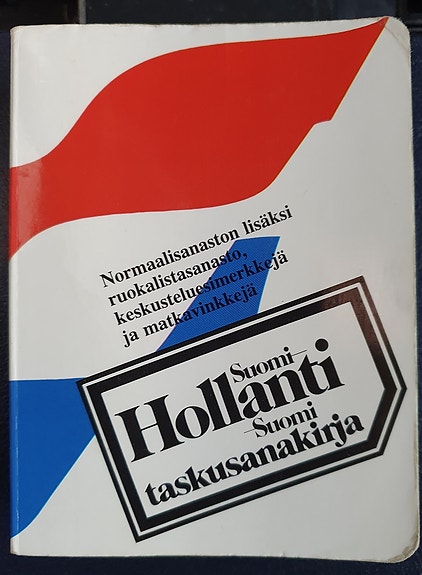 Normaalisanaston lisäksi
ruokalistasanasto,
keskusteluesimerkkejä
ja matkavinkkejä
Suomi–
Hollanti
–Suomi
taskusanakirja